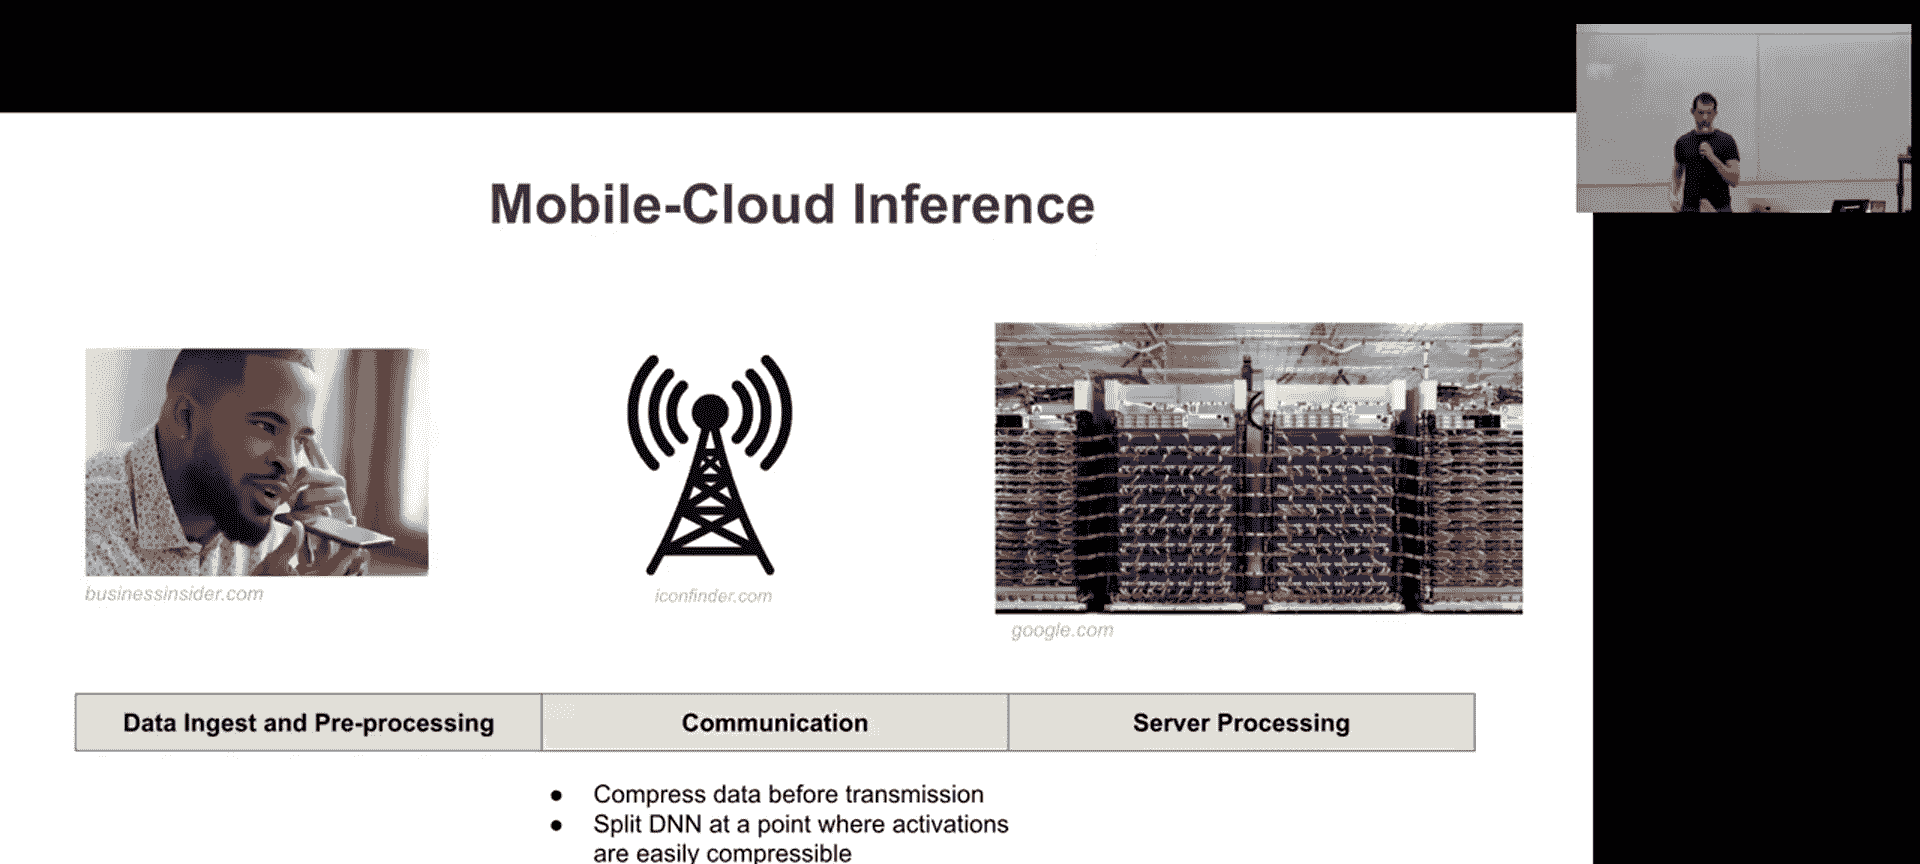 Mobile-Cloud Inference
businessinsider.com
iconfinder.com
google.com
Data Ingest and Pre-processing
Communication
Server Processing
● Compress data before transmission
● Split DNN at a point where activations
are easily compressible